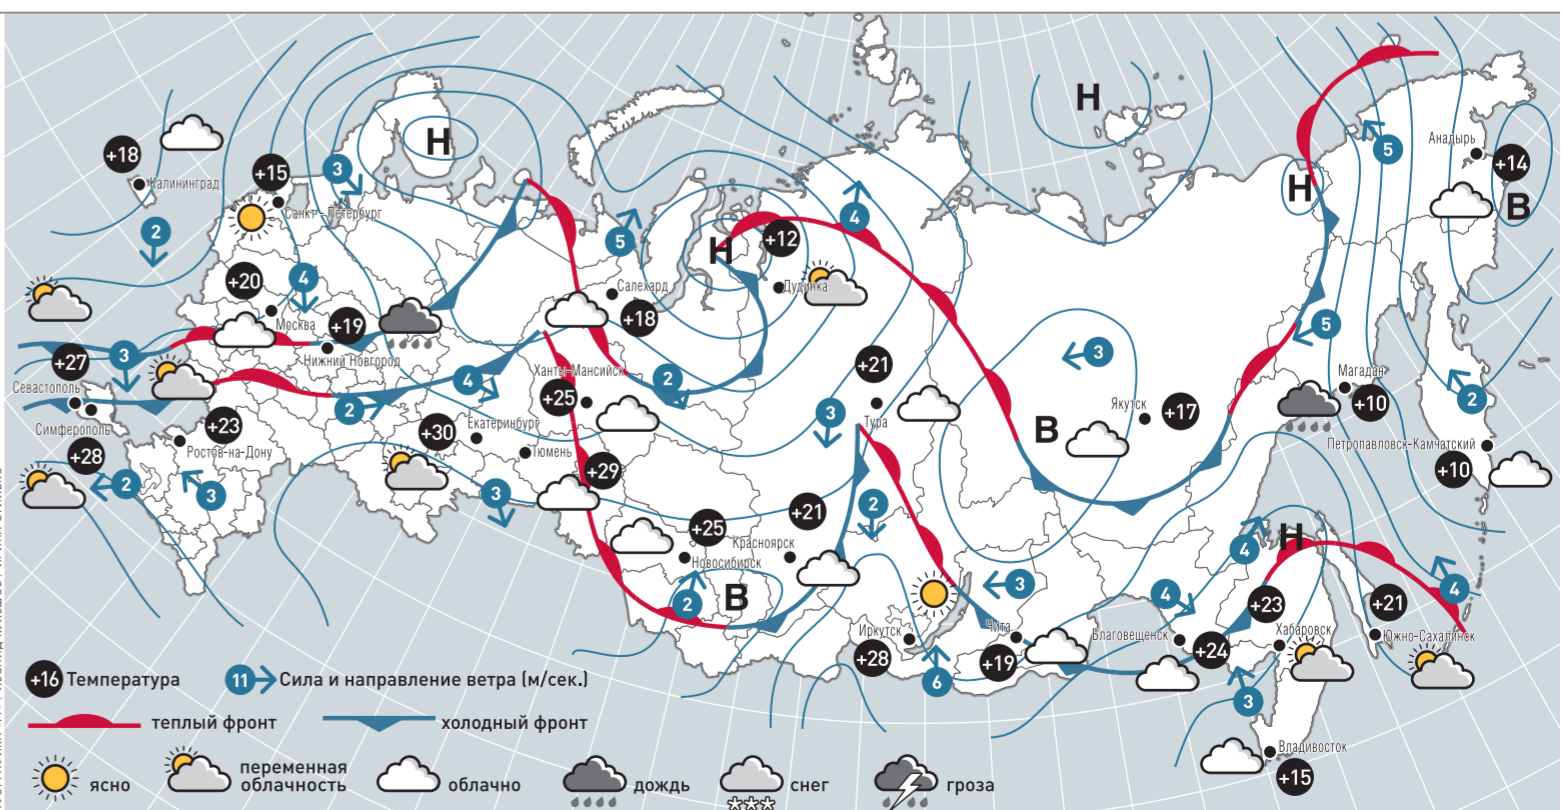 Н
Н
+18
Калининград
+15
Санкт-Петербург
3
5
Анадырь
+14
Н
В
2
5
4
Н
+12
Дудинка
+20
4
Салехард
+18
Москва
+19
Нижний Новгород
5
3
+27
3
Севастополь
Ханты-Мансийск
+25
2
4
2
+21
3
Тура
Якутск
+17
В
Магадан
+10
2
Симферополь
+23
Ростов-на-Дону
+30
Екатеринбург
Тюмень
+29
Петропавловск-Камчатский
+10
+28
2
3
3
+25
Новосибирск
+21
Красноярск
2
4
Н
2
В
3
4
4
+23
+21
Иркутск
+28
Чита
+19
6
Благовещенск
+24
Хабаровск
Южно-Сахалинск
3
Владивосток
+15
+16 Температура
11 Сила и направление ветра (м/сек.)
теплый фронт
холодный фронт
ясно
переменная
облачность
облачно
дождь
снег
гроза